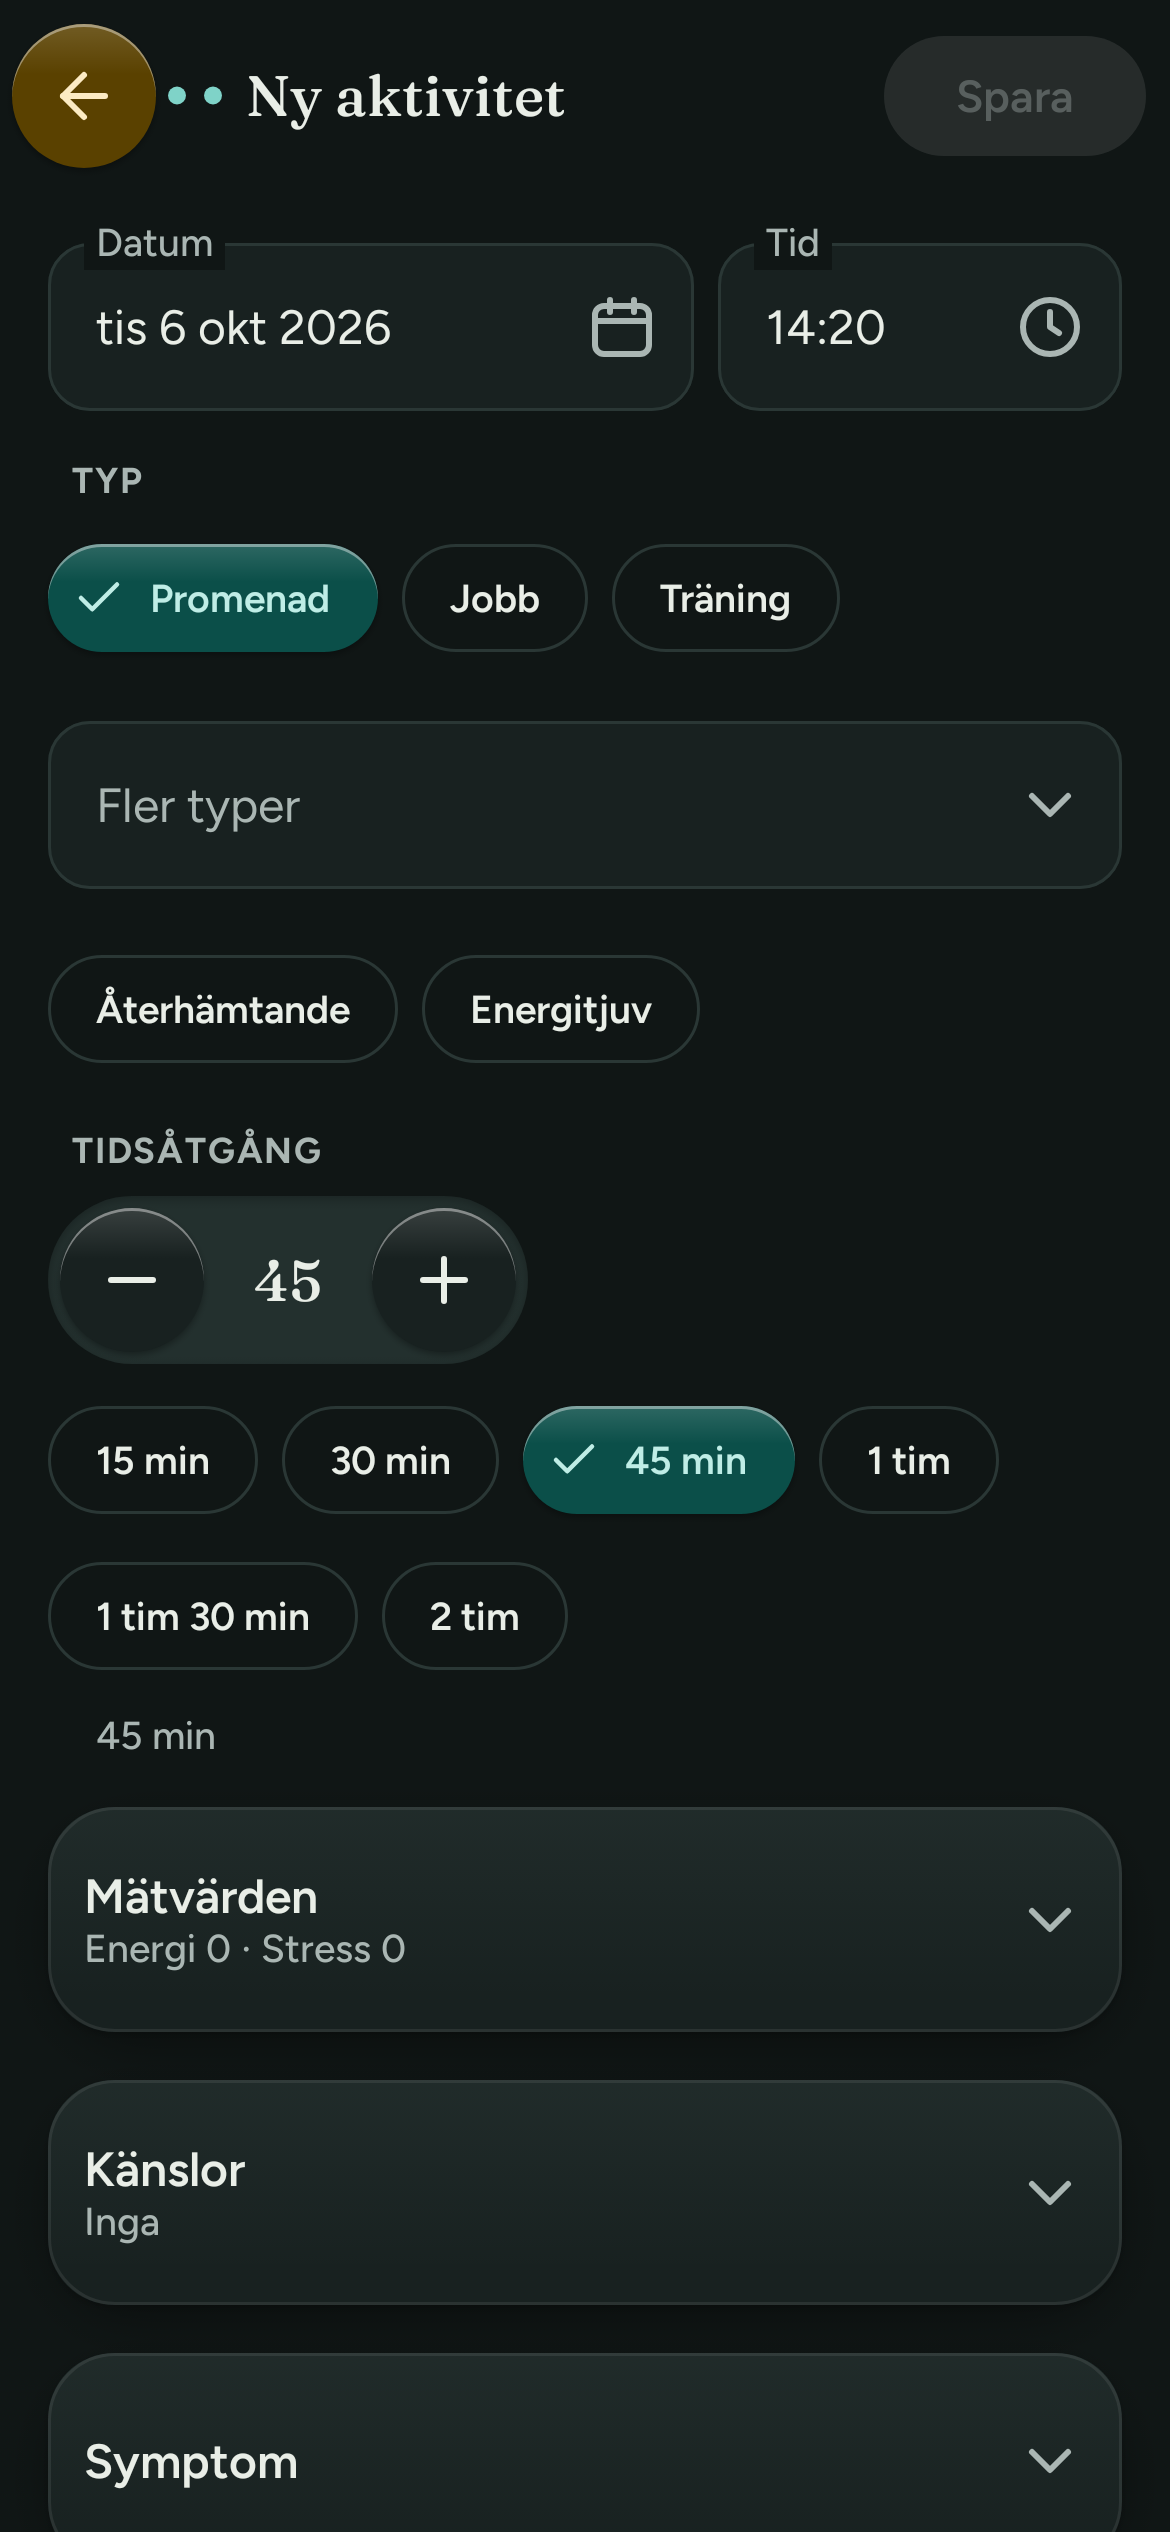 Ny aktivitet
Spara
Datum
tis 6 okt 2026
Tid
14:20
TYP
Promenad
Jobb
Träning
Fler typer
Återhämtande
Energitjuv
TIDSÅTGÅNG
45
15 min
30 min
45 min
1 tim
1 tim 30 min
2 tim
45 min
Mätvärden
Energi 0 · Stress 0
Känslor
Inga
Symptom